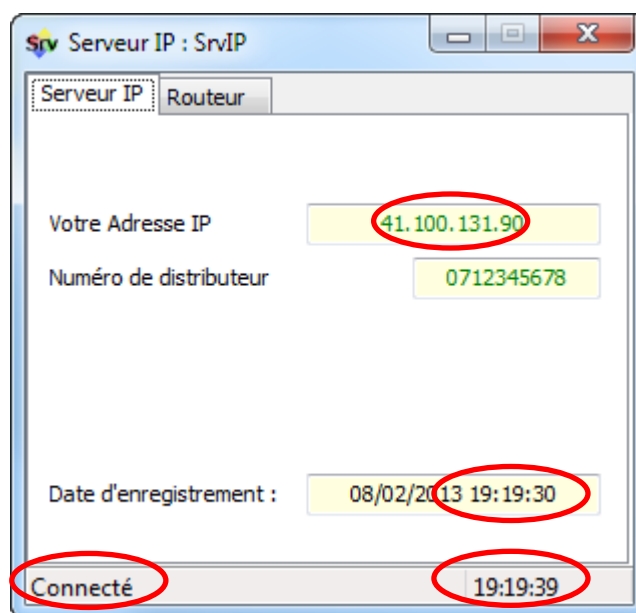 Srv Serveur IP : SrvIP
Serveur IP Routeur
Votre Adresse IP 41.100.131.90
Numéro de distributeur 0712345678
Date d'enregistrement : 08/02/2013 19:19:30
Connecté 19:19:39